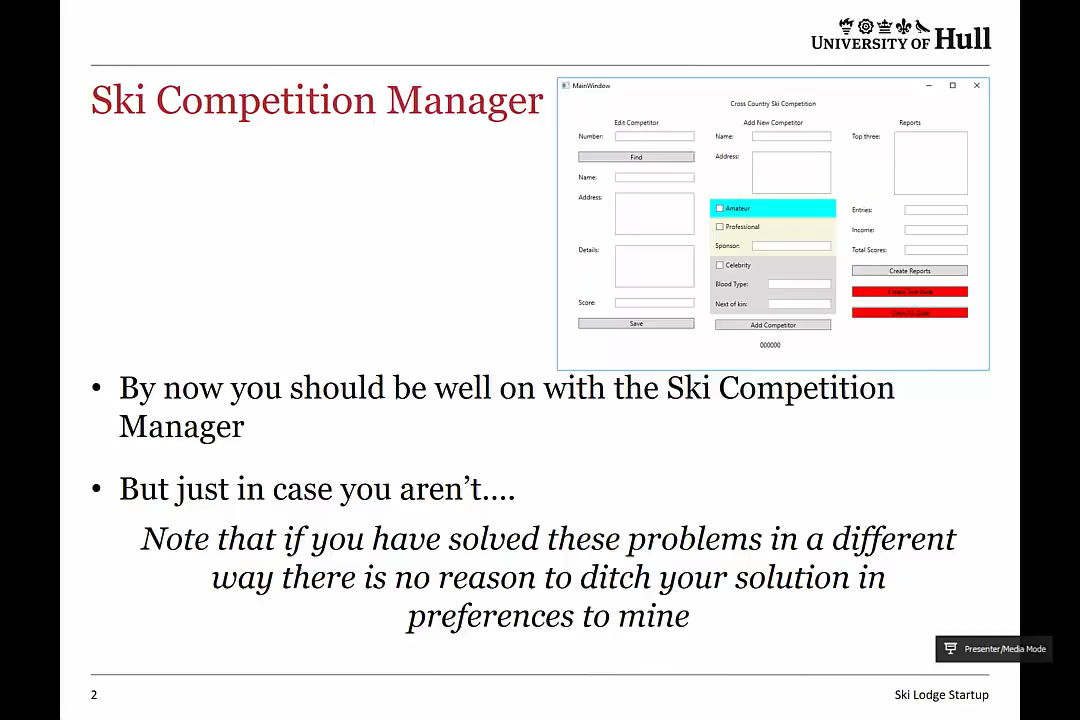 UNIVERSITY OF Hull
Ski Competition Manager
MainWindow
Cross Country Ski Competition
Edit Competitor
Number:
Find
Name:
Address:
Details:
Score:
Save
Add New Competitor
Name:
Address:
Amateur
Professional
Sponsor:
Celebrity
Blood Type:
Next of kin:
Add Competitor
000000
Reports
Top three:
Entries:
Income:
Total Scores:
Create Reports
Create Test Data
• By now you should be well on with the Ski Competition
Manager
• But just in case you aren’t....
Note that if you have solved these problems in a different
way there is no reason to ditch your solution in
preferences to mine
Presenter/Media Mode
2
Ski Lodge Startup